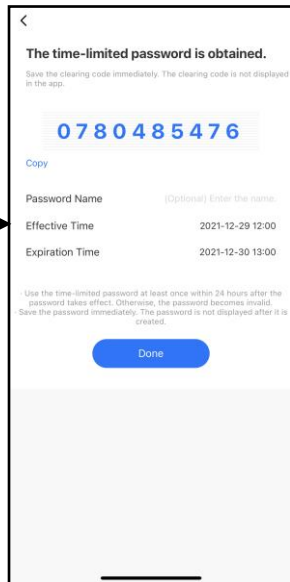 The time-limited password is obtained.
Save the clearing code immediately. The clearing code is not displayed
in the app.
0780485476
Copy
Password Name (Optional) Enter the name.
Effective Time 2021-12-29 12:00
Expiration Time 2021-12-30 13:00
· Use the time-limited password at least once within 24 hours after the
password takes effect. Otherwise, the password becomes invalid.
· Save the password immediately. The password is not displayed after it is
created.
Done